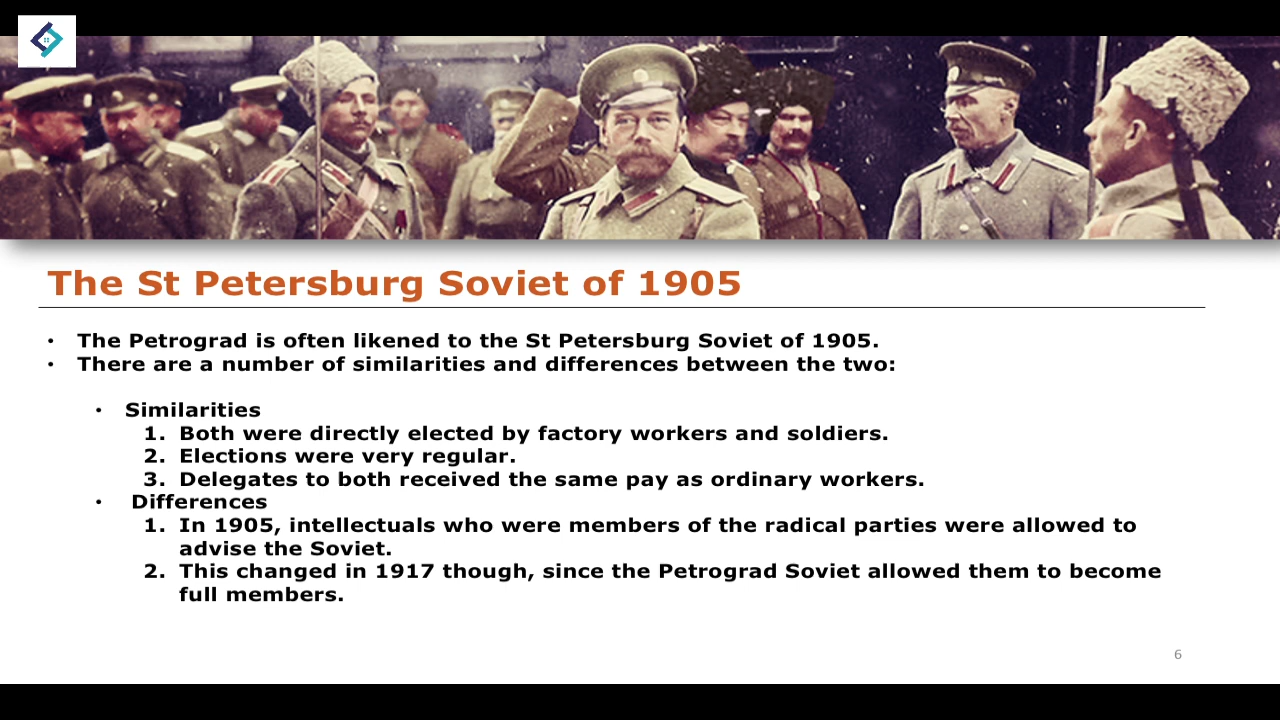 The St Petersburg Soviet of 1905
• The Petrograd is often likened to the St Petersburg Soviet of 1905.
• There are a number of similarities and differences between the two:
• Similarities
1. Both were directly elected by factory workers and soldiers.
2. Elections were very regular.
3. Delegates to both received the same pay as ordinary workers.
• Differences
1. In 1905, intellectuals who were members of the radical parties were allowed to
advise the Soviet.
2. This changed in 1917 though, since the Petrograd Soviet allowed them to become
full members.
6